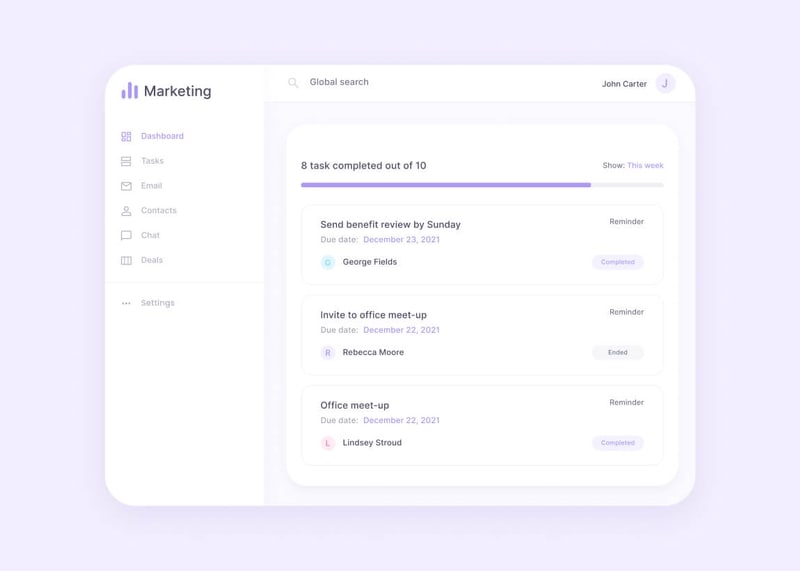 Marketing
Global search
John Carter
J
Dashboard
Tasks
Email
Contacts
Chat
Deals
Settings
8 task completed out of 10
Show: This week
Send benefit review by Sunday
Reminder
Due date: December 23, 2021
G
George Fields
Completed
Invite to office meet-up
Reminder
Due date: December 22, 2021
R
Rebecca Moore
Ended
Office meet-up
Reminder
Due date: December 22, 2021
L
Lindsey Stroud
Completed